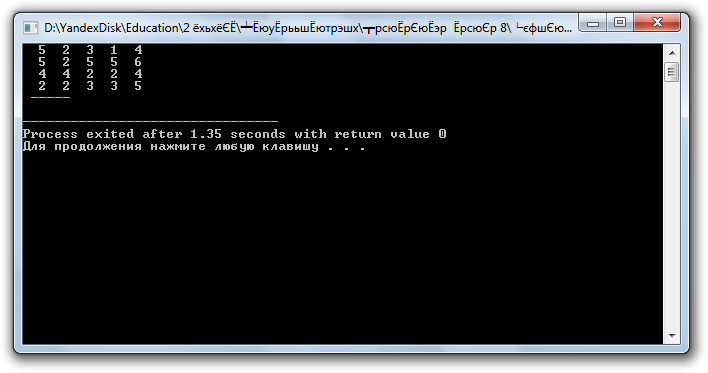 D:\YandexDisk\Education\2 ёхьхёЄЁ\┴ЁюуЁрььшЁютрэшх\┬рсюЁрЄюЁэр  ЁрсюЄр 8\└єфшЄю...
5 2 3 1 4
5 2 5 5 6
4 4 2 2 4
2 2 3 3 5
-----
--------------------------------
Process exited after 1.35 seconds with return value 0
Для продолжения нажмите любую клавишу . . .